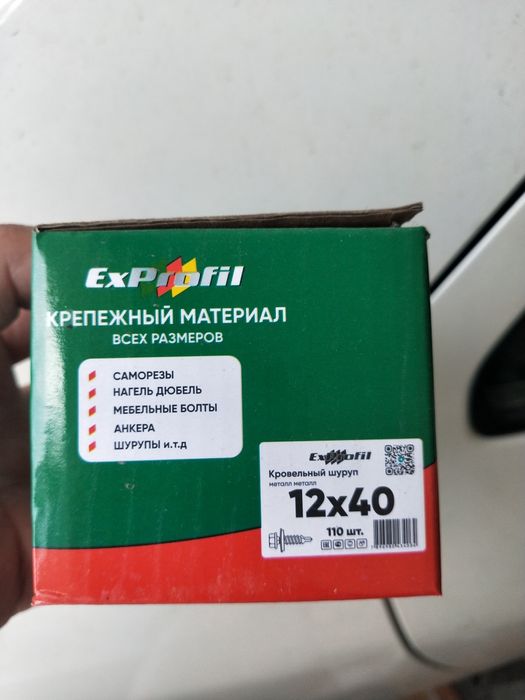 ExProfil
КРЕПЕЖНЫЙ МАТЕРИАЛ
ВСЕХ РАЗМЕРОВ
САМОРЕЗЫ
НАГЕЛЬ ДЮБЕЛЬ
МЕБЕЛЬНЫЕ БОЛТЫ
АНКЕРА
ШУРУПЫ и.т.д
ExProfil
Кровельный шуруп
металл металл
12x40
110 шт.